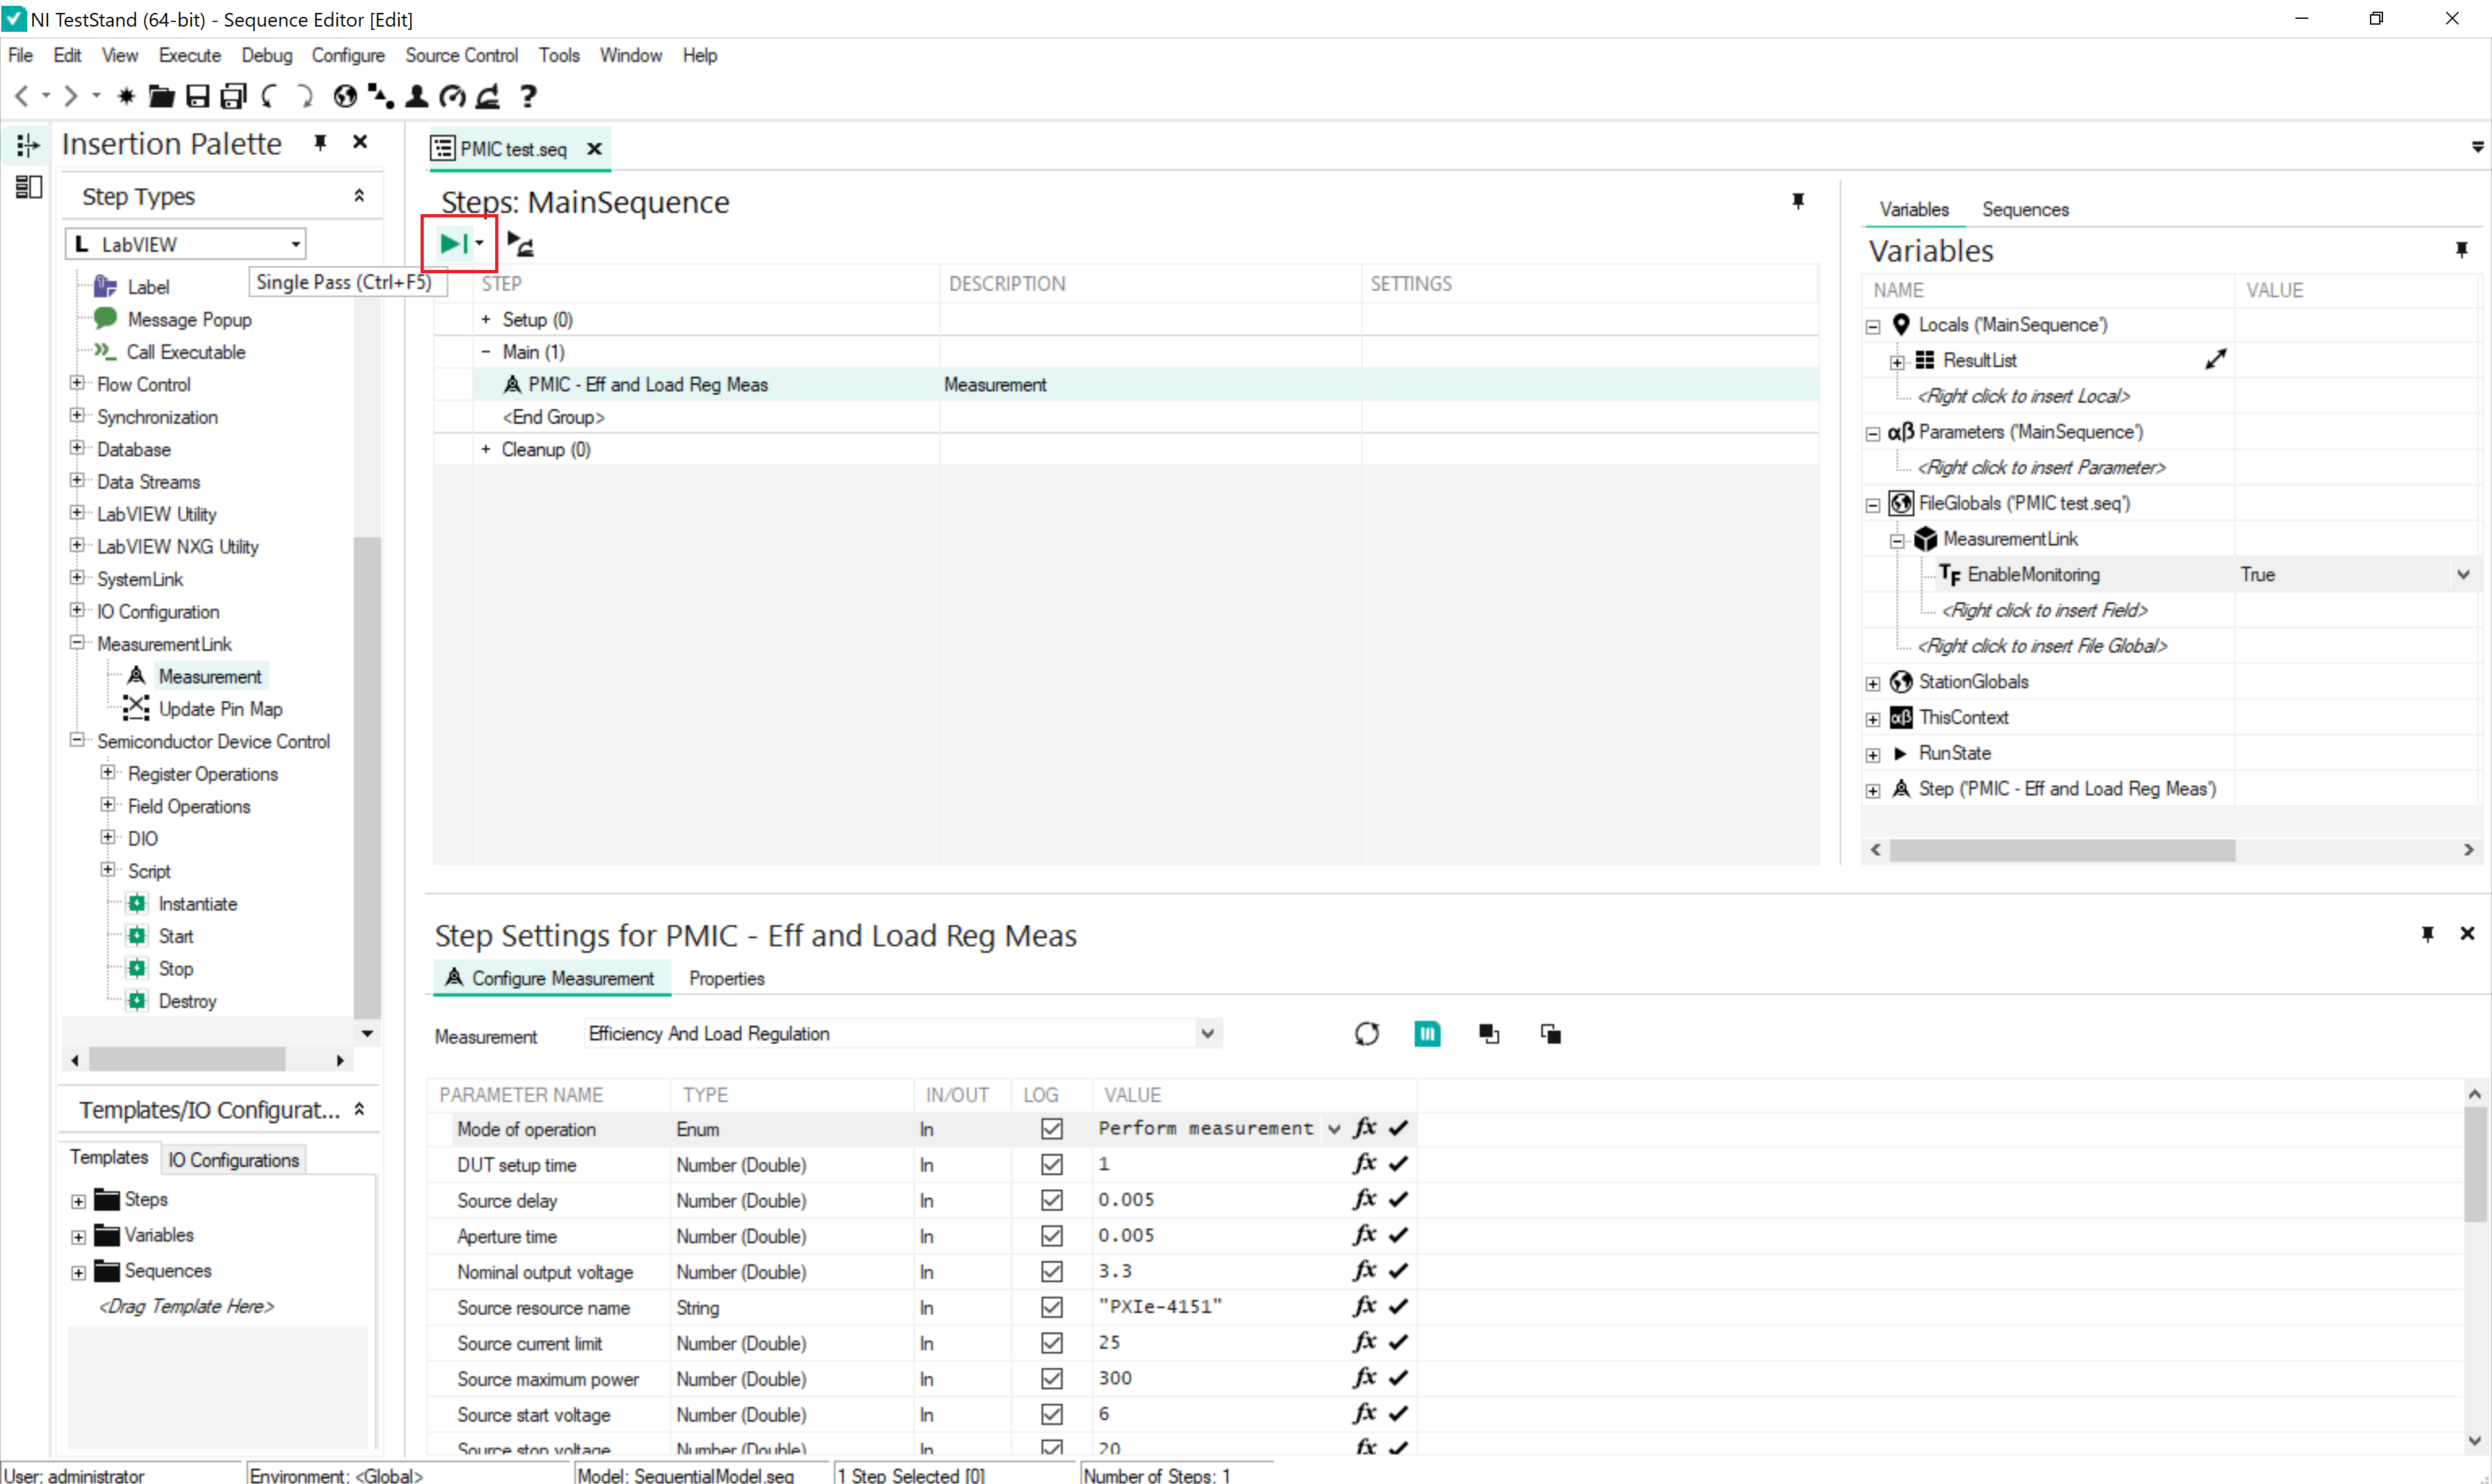 NI TestStand (64-bit) - Sequence Editor [Edit]
File Edit View Execute Debug Configure Source Control Tools Window Help
Insertion Palette
Step Types
LabVIEW
Label
Single Pass (Ctrl+F5)
Message Popup
Call Executable
Flow Control
Synchronization
Database
Data Streams
LabVIEW Utility
LabVIEW NXG Utility
SystemLink
IO Configuration
MeasurementLink
Measurement
Update Pin Map
Semiconductor Device Control
Register Operations
Field Operations
DIO
Script
Instantiate
Start
Stop
Destroy
Templates/IO Configurat...
Templates IO Configurations
Steps
Variables
Sequences
<Drag Template Here>
PMIC test.seq
Steps: MainSequence
STEP DESCRIPTION SETTINGS
+ Setup (0)
- Main (1)
PMIC - Eff and Load Reg Meas Measurement
<End Group>
+ Cleanup (0)
Variables Sequences
Variables
NAME VALUE
Locals ('MainSequence')
ResultList
<Right click to insert Local>
αβ Parameters ('MainSequence')
<Right click to insert Parameter>
FileGlobals ('PMIC test.seq')
MeasurementLink
TF EnableMonitoring True
<Right click to insert Field>
<Right click to insert File Global>
StationGlobals
αβ ThisContext
RunState
Step ('PMIC - Eff and Load Reg Meas')
Step Settings for PMIC - Eff and Load Reg Meas
Configure Measurement Properties
Measurement Efficiency And Load Regulation
PARAMETER NAME TYPE IN/OUT LOG VALUE
Mode of operation Enum In Perform measurement fx
DUT setup time Number (Double) In 1 fx
Source delay Number (Double) In 0.005 fx
Aperture time Number (Double) In 0.005 fx
Nominal output voltage Number (Double) In 3.3 fx
Source resource name String In "PXIe-4151" fx
Source current limit Number (Double) In 25 fx
Source maximum power Number (Double) In 300 fx
Source start voltage Number (Double) In 6 fx
Source stop voltage Number (Double) In 20 fx
User: administrator Environment: <Global> Model: SequentialModel.seq 1 Step Selected [0] Number of Steps: 1